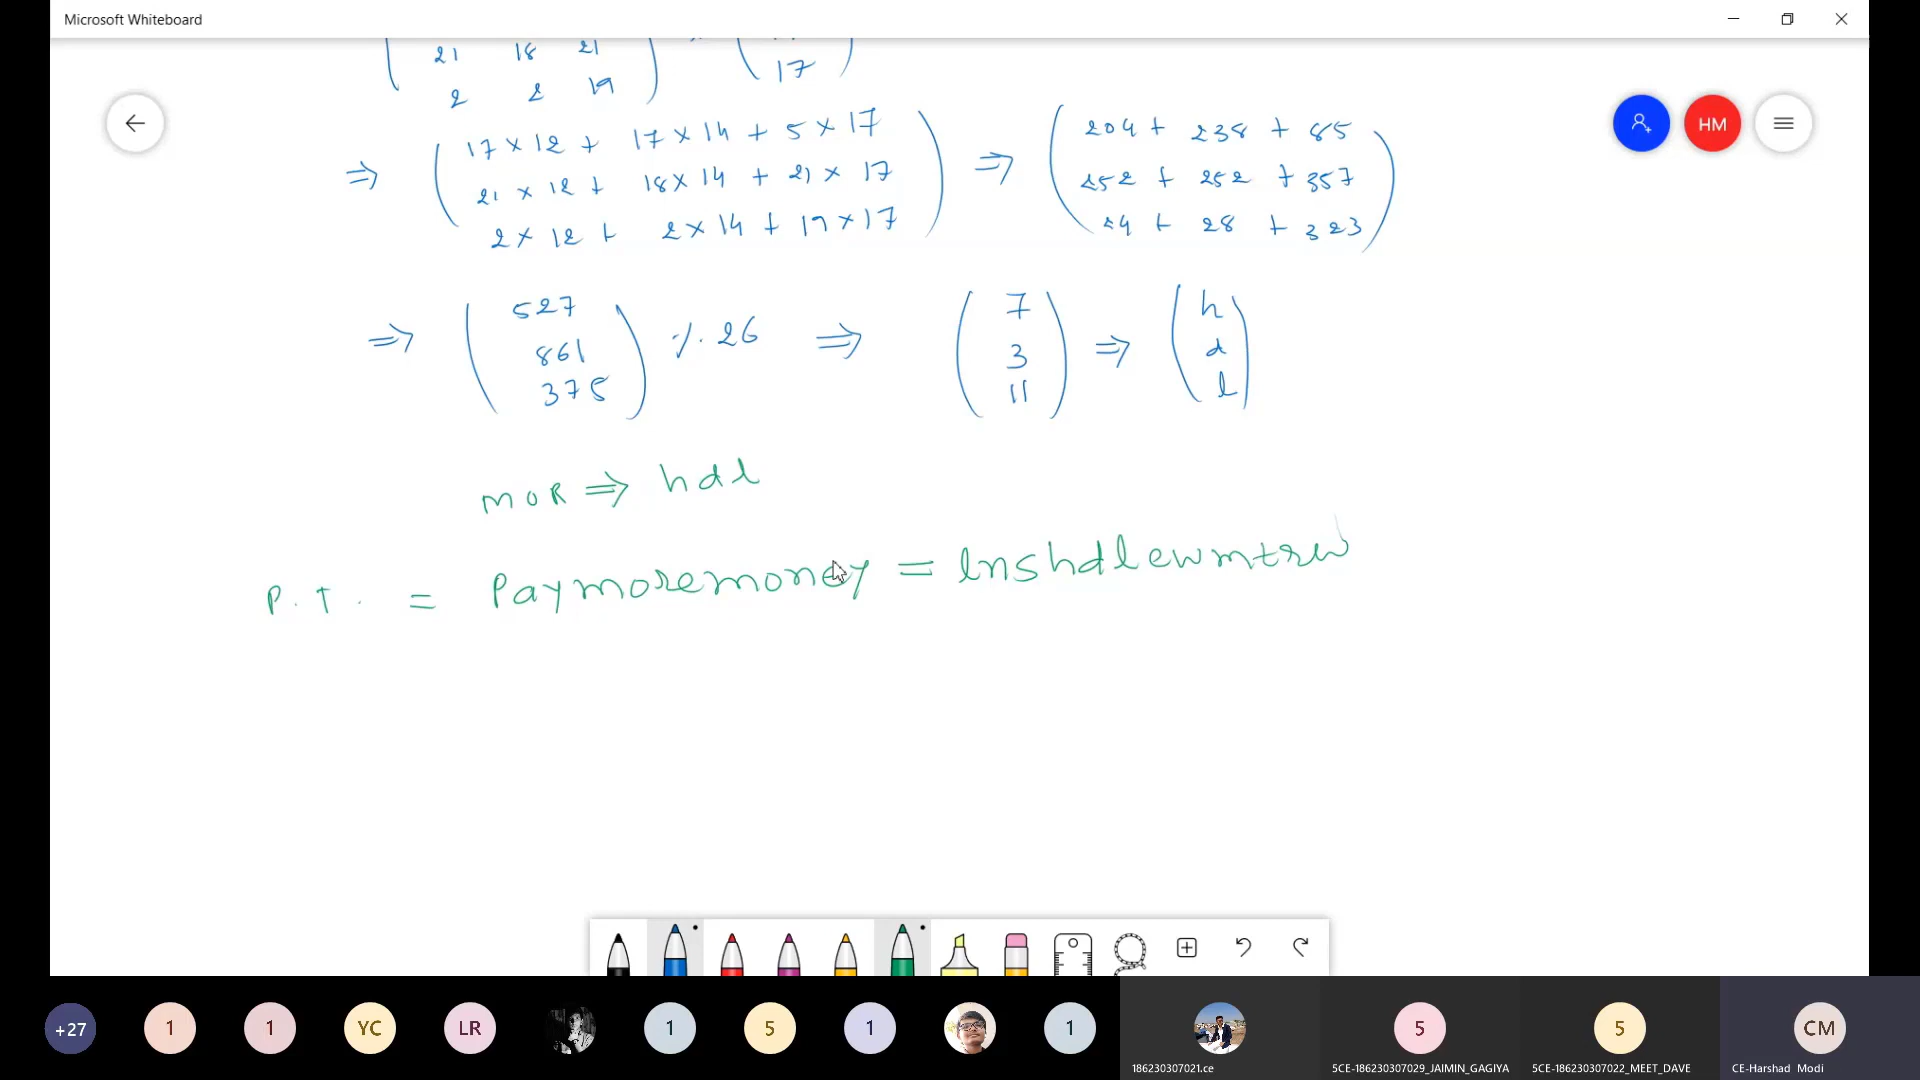 Microsoft Whiteboard
21 18 21
2 2 19
17
HM
17 × 12 + 17 × 14 + 5 × 17
21 × 12 + 18 × 14 + 21 × 17
2 × 12 + 2 × 14 + 19 × 17
⇒
⇒
204 + 238 + 85
252 + 252 + 357
24 + 28 + 323
⇒
527
861
375
% 26
⇒
7
3
11
⇒
h
d
l
MOR ⇒ hdl
P.T. = Paymoremoney = lnshdlewmtrw
+27 1 1 YC LR 1 5 1 1 5 5 CM
186230307021.ce 5CE-186230307029_JAIMIN_GAGIYA 5CE-186230307022_MEET_DAVE CE-Harshad Modi